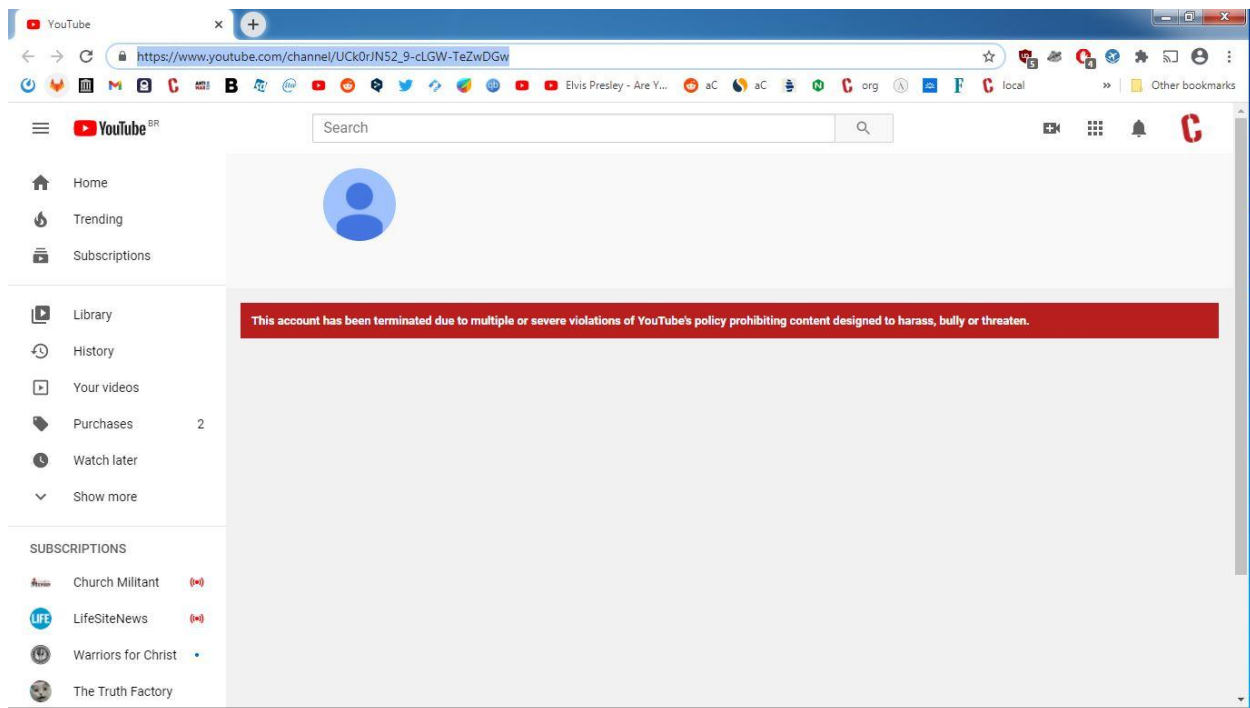 YouTube
https://www.youtube.com/channel/UCk0rJN52_9-cLGW-TeZwDGw
5
4
Elvis Presley - Are Y...
aC
aC
org
local
»
Other bookmarks
YouTube BR
Search
Home
Trending
Subscriptions
This account has been terminated due to multiple or severe violations of YouTube's policy prohibiting content designed to harass, bully or threaten.
Library
History
Your videos
Purchases 2
Watch later
Show more
SUBSCRIPTIONS
Church Militant
LIFE LifeSiteNews
Warriors for Christ
The Truth Factory